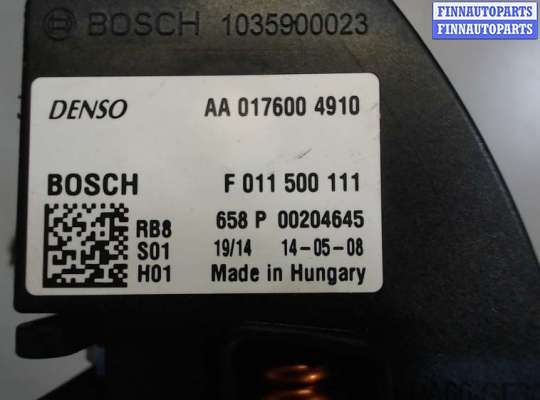 FINNAUTOPARTS
FINNAUTOPARTS
BOSCH 1035900023
DENSO AA 017600 4910
BOSCH F 011 500 111
RB8 658 P 00204645
S01 19/14 14-05-08
H01 Made in Hungary